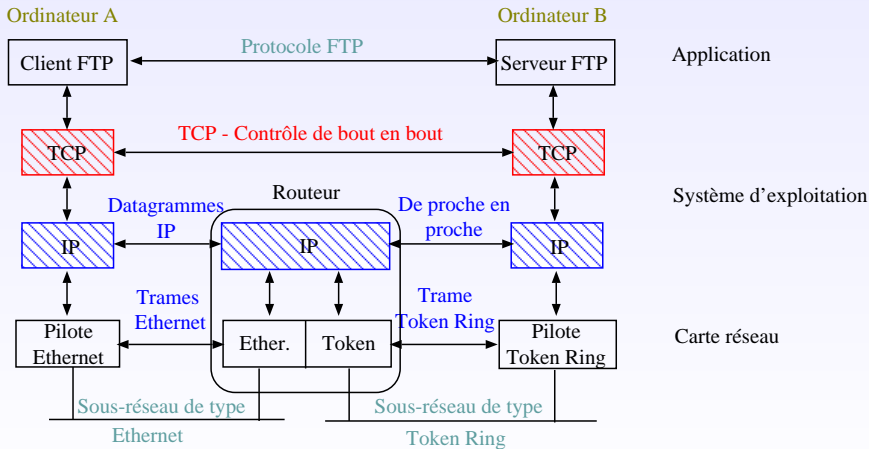 Ordinateur A
Ordinateur B
Protocole FTP
Client FTP
Serveur FTP
Application
TCP - Contrôle de bout en bout
TCP
TCP
Routeur
Système d'exploitation
Datagrammes
IP
De proche en
proche
IP
IP
IP
Trames
Ethernet
Trame
Token Ring
Pilote
Ethernet
Ether.
Token
Pilote
Token Ring
Carte réseau
Sous-réseau de type
Ethernet
Sous-réseau de type
Token Ring